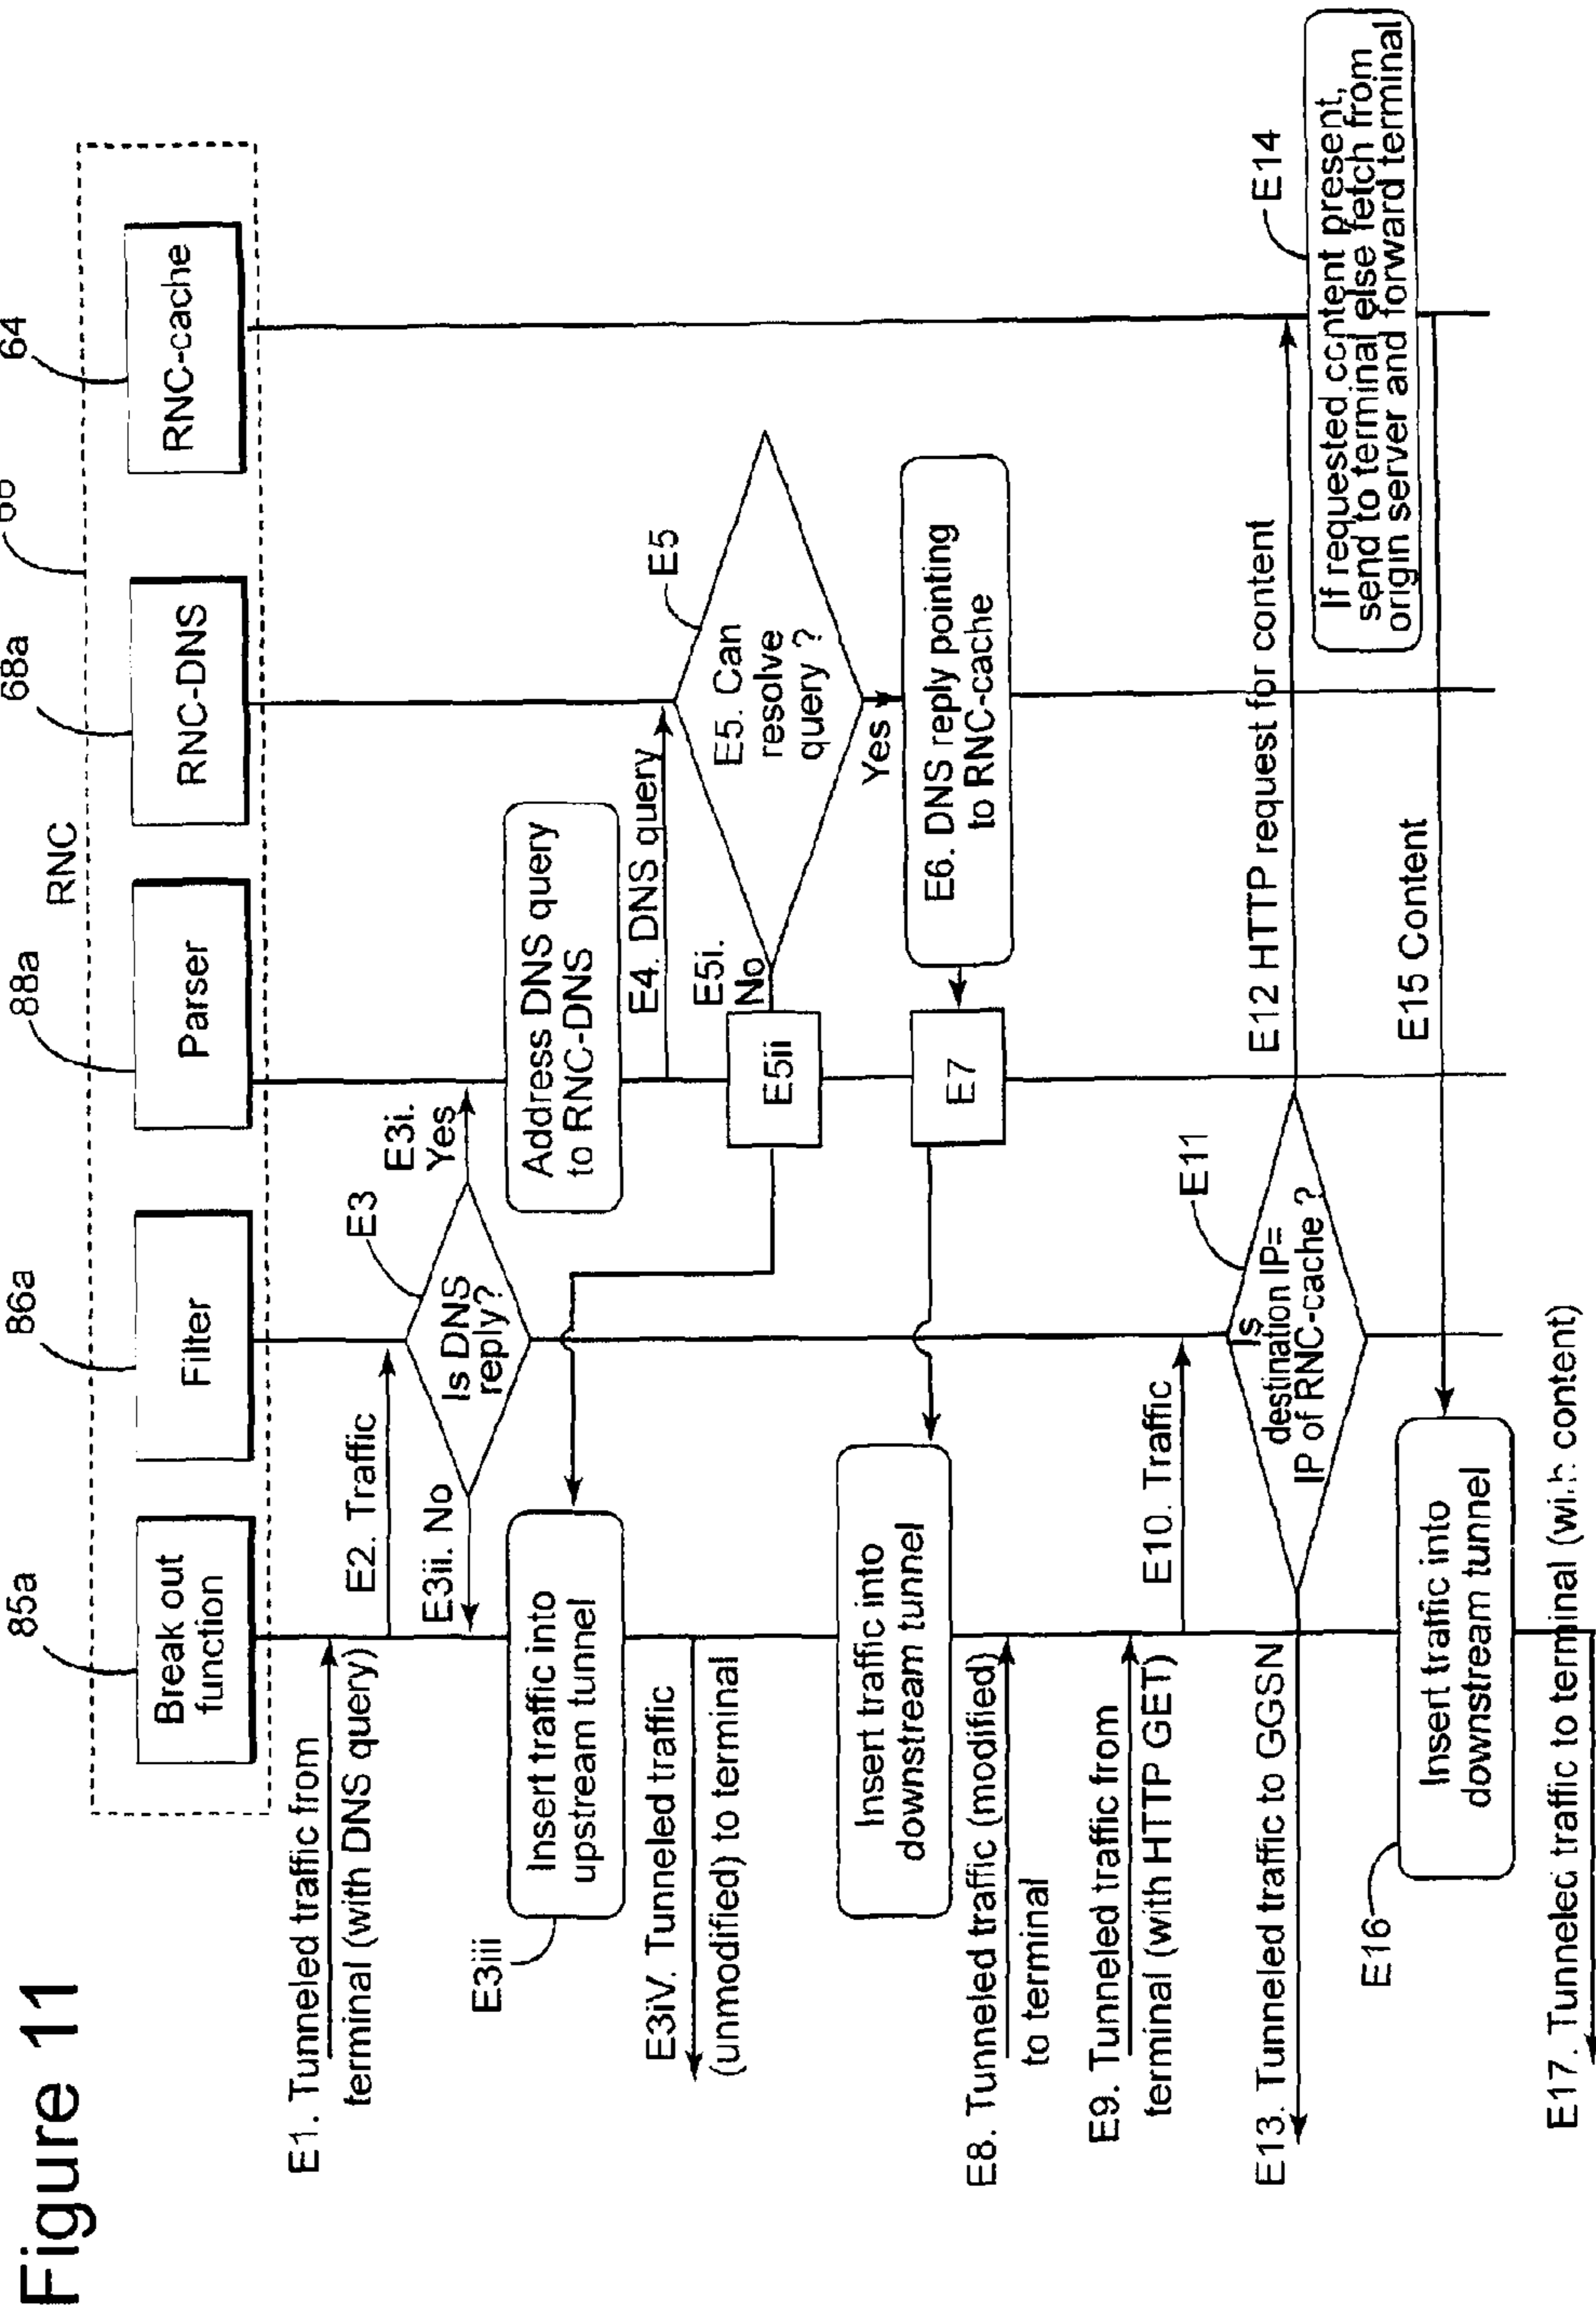 Figure 11
85a
86a
88a
68a
64
RNC
Break out
function
Filter
Parser
RNC-DNS
RNC-cache
E1. Tunneled traffic from
terminal (with DNS query)
E2. Traffic
E3
Is DNS
reply?
E3i.
Yes
E3ii. No
Address DNS query
to RNC-DNS
E3iii
Insert traffic into
upstream tunnel
E4. DNS query
E5
E5. Can
resolve
query ?
E5i.
No
E5ii
Yes
E3iV. Tunneled traffic
(unmodified) to terminal
E6. DNS reply pointing
to RNC-cache
E7
Insert traffic into
downstream tunnel
E8. Tunneled traffic (modified)
to terminal
E9. Tunneled traffic from
terminal (with HTTP GET)
E10. Traffic
E11
Is
destination IP=
IP of RNC-cache ?
E12 HTTP request for content
E13. Tunneled traffic to GGSN
E14
If requested content present,
send to terminal else fetch from
origin server and forward terminal
E15 Content
E16
Insert traffic into
downstream tunnel
E17. Tunneled traffic to terminal (with content)